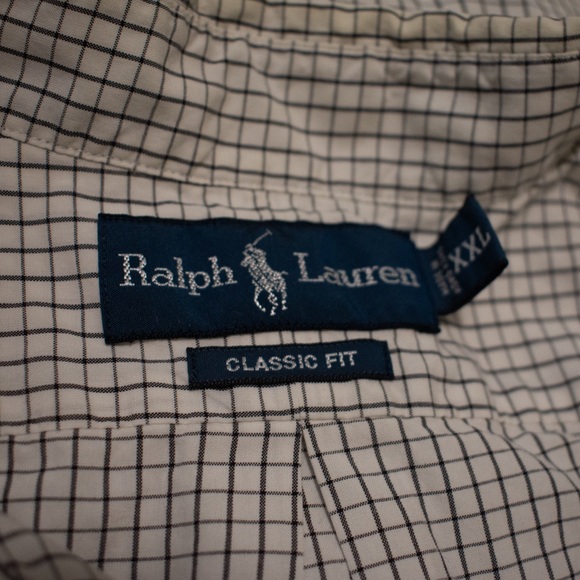 Ralph Lauren
XXL
CLASSIC FIT